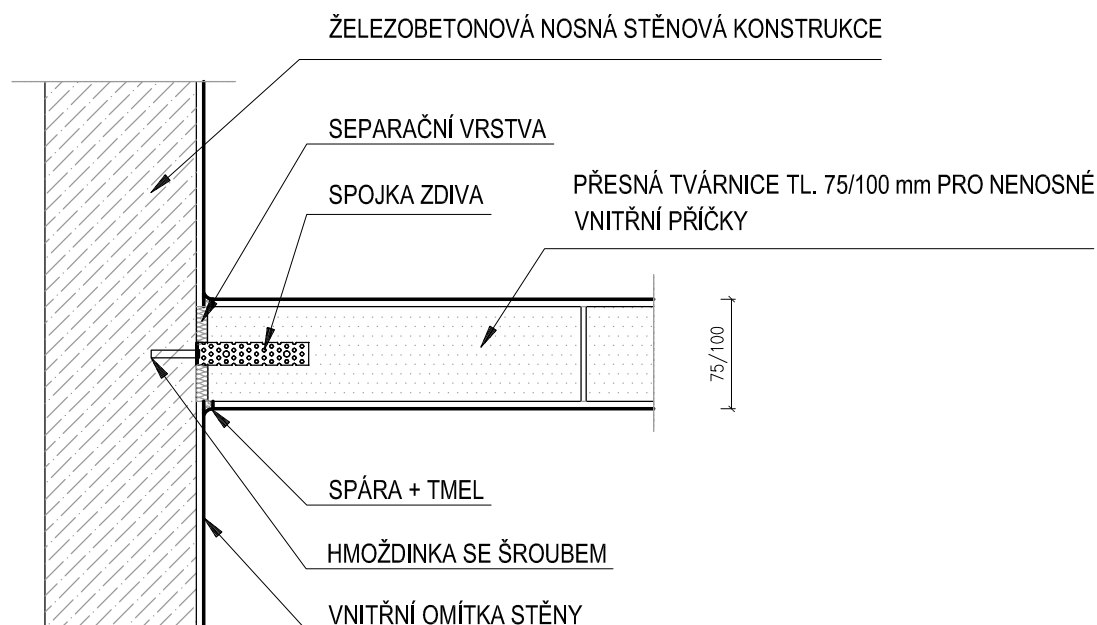 ŽELEZOBETONOVÁ NOSNÁ STĚNOVÁ KONSTRUKCE
SEPARAČNÍ VRSTVA
SPOJKA ZDIVA
PŘESNÁ TVÁRNICE TL. 75/100 mm PRO NENOSNÉ
VNITŘNÍ PŘÍČKY
75/100
SPÁRA + TMEL
HMOŽDINKA SE ŠROUBEM
VNITŘNÍ OMÍTKA STĚNY